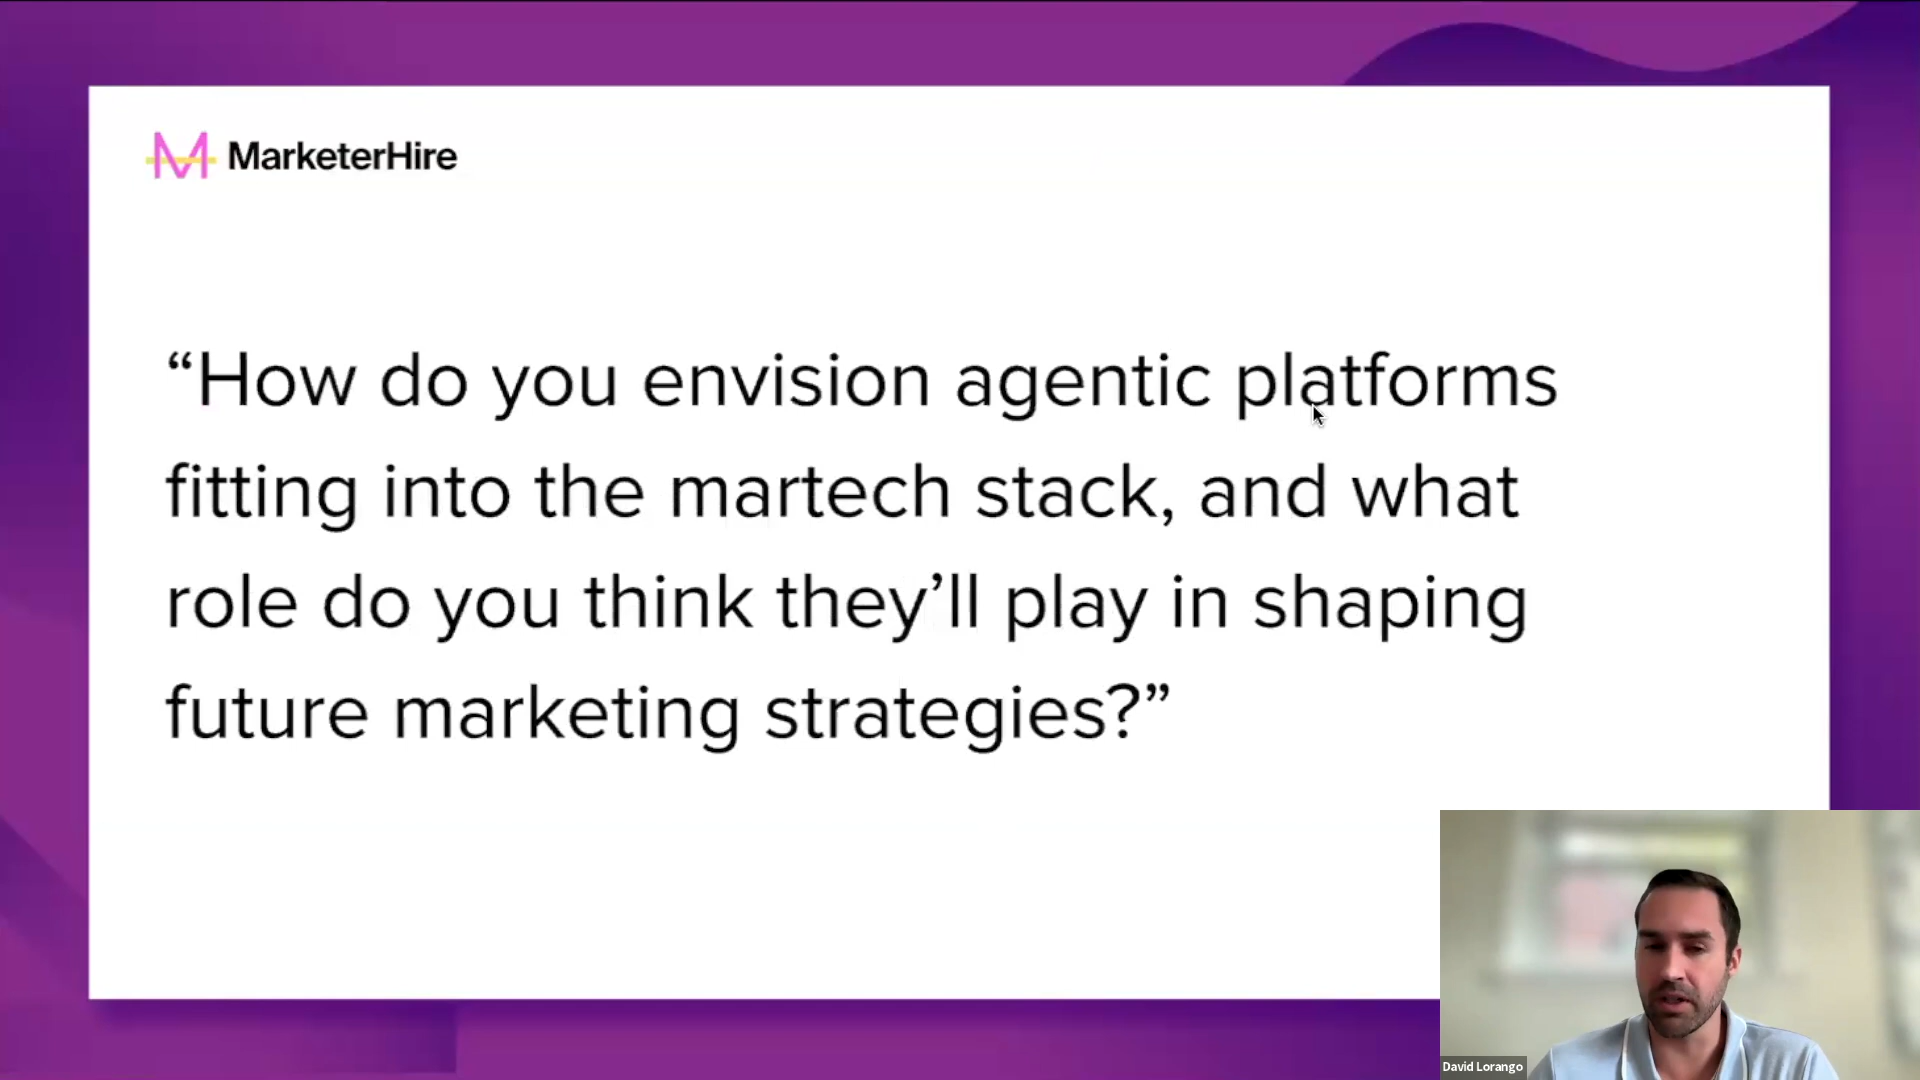 MarketerHire
“How do you envision agentic platforms
fitting into the martech stack, and what
role do you think they’ll play in shaping
future marketing strategies?”
David Lorango